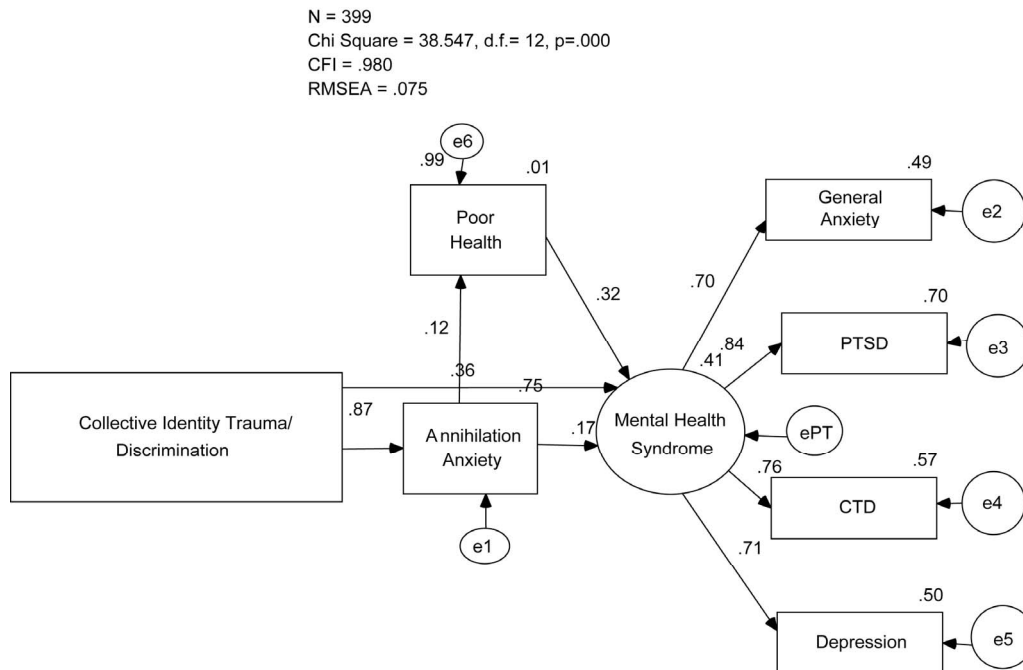 N = 399
Chi Square = 38.547, d.f.= 12, p=.000
CFI = .980
RMSEA = .075
e6
.99
.01
Poor
Health
.49
General
Anxiety
e2
.32
.70
.12
.70
PTSD
e3
.84
.41
.36
.75
Collective Identity Trauma/
Discrimination
.87
Annihilation
Anxiety
.17
Mental Health
Syndrome
ePT
.57
.76
CTD
e4
e1
.71
.50
Depression
e5